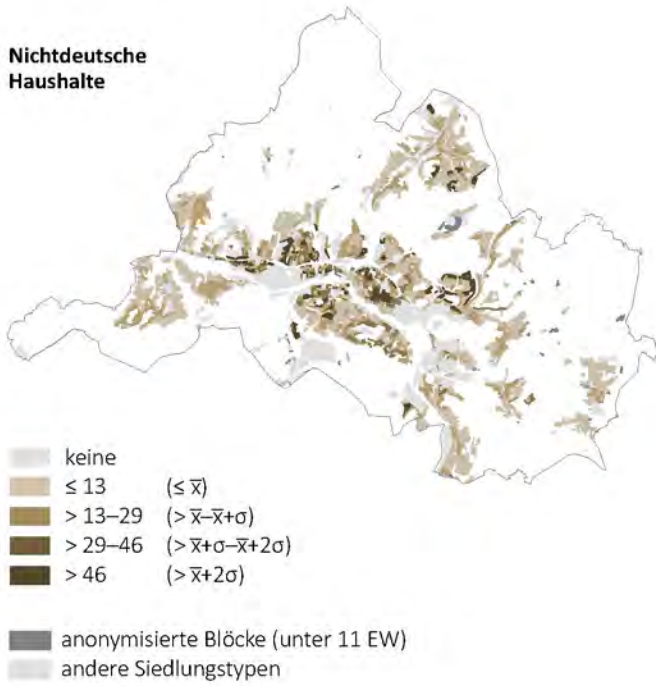 Nichtdeutsche
Haushalte
keine
≤ 13 (≤ x̅)
> 13–29 (> x̅–x̅+σ)
> 29–46 (> x̅+σ–x̅+2σ)
> 46 (> x̅+2σ)
anonymisierte Blöcke (unter 11 EW)
andere Siedlungstypen